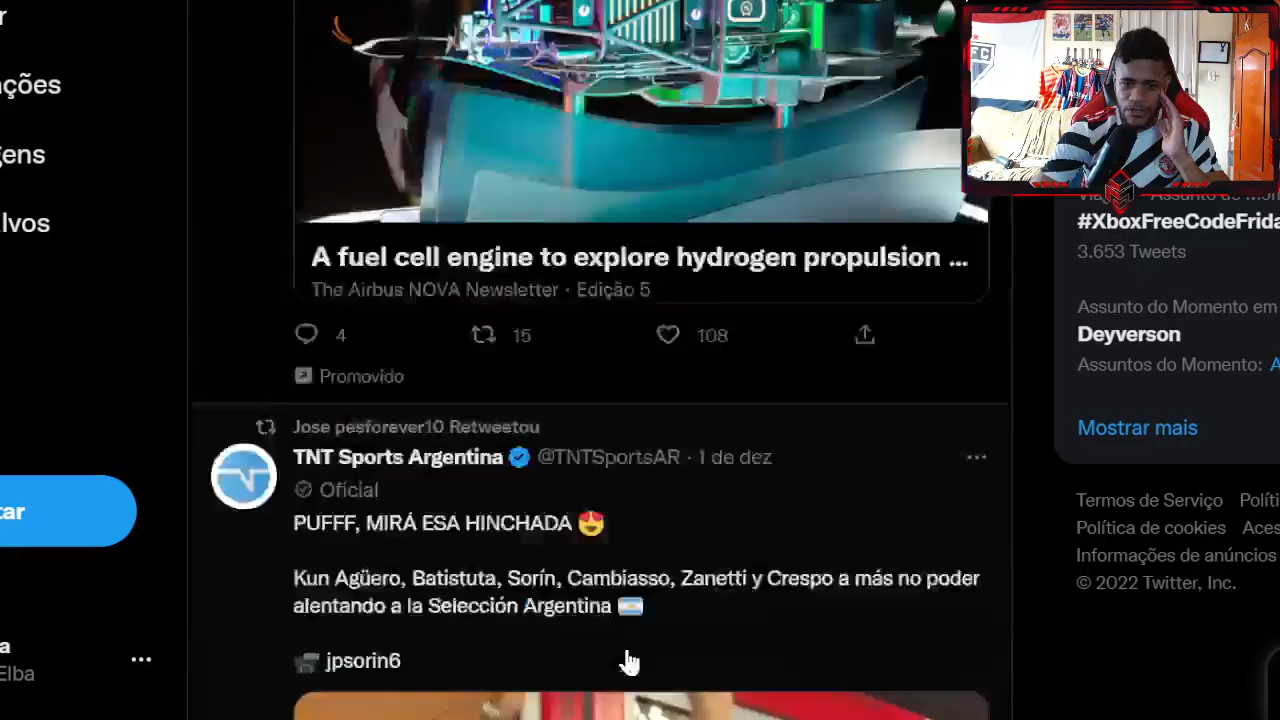 r
ações
gens
lvos
tar
a
Elba
A fuel cell engine to explore hydrogen propulsion ...
The Airbus NOVA Newsletter · Edição 5
4 15 108
Promovido
Jose pesforever10 Retweetou
TNT Sports Argentina @TNTSportsAR · 1 de dez
Oficial
PUFFF, MIRÁ ESA HINCHADA 😍
Kun Agüero, Batistuta, Sorín, Cambiasso, Zanetti y Crespo a más no poder
alentando a la Selección Argentina 🇦🇷
📹 jpsorin6
FC
#XboxFreeCodeFrida
3.653 Tweets
Assunto do Momento em
Deyverson
Assuntos do Momento: A
Mostrar mais
Termos de Serviço Políti
Política de cookies Aces
Informações de anúncios
© 2022 Twitter, Inc.